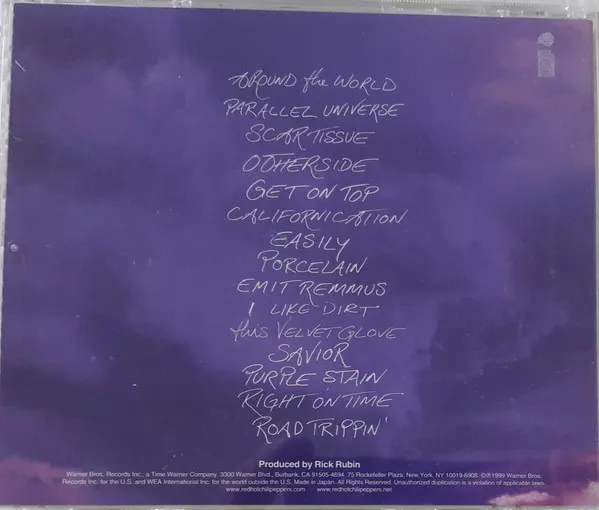 AROUND the WORLD
PARALLEL UNIVERSE
SCAR TISSUE
OTHERSIDE
GET ON TOP
CALIFORNICATION
EASILY
PORCELAIN
EMIT REMMUS
I LIKE DIRT
this VELVET GLOVE
SAVIOR
PURPLE STAIN
RIGHT ON TIME
ROAD TRIPPIN'
Produced by Rick Rubin
Warner Bros. Records Inc., a Time Warner Company, 3300 Warner Blvd., Burbank, CA 91505-4694. 75 Rockefeller Plaza, New York, NY 10019-6908. ©℗1999 Warner Bros.
Records Inc. for the U.S. and WEA International Inc. for the world outside the U.S. Made in Japan. All Rights Reserved. Unauthorized duplication is a violation of applicable laws.
www.redhotchilipeppers.com www.redhotchilipeppers.net